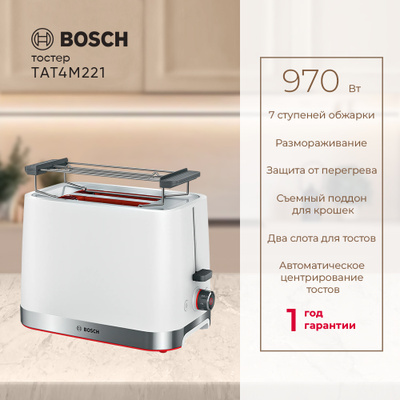 BOSCH
тостер
TAT4M221
970 Вт
7 ступеней обжарки
Размораживание
Защита от перегрева
Съемный поддон
для крошек
Два слота для тостов
Автоматическое
центрирование
тостов
1 год
гарантии
BOSCH